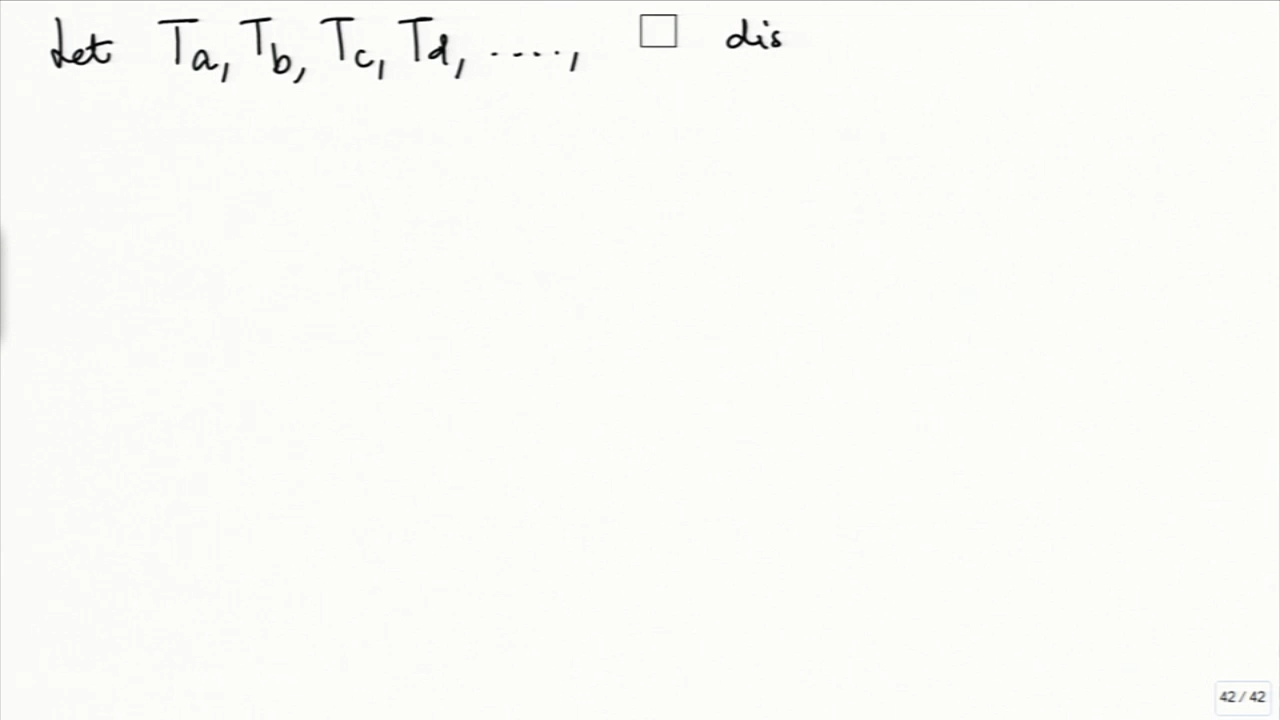 Let Ta, Tb, Tc, Td, ...., □ dis
42 / 42